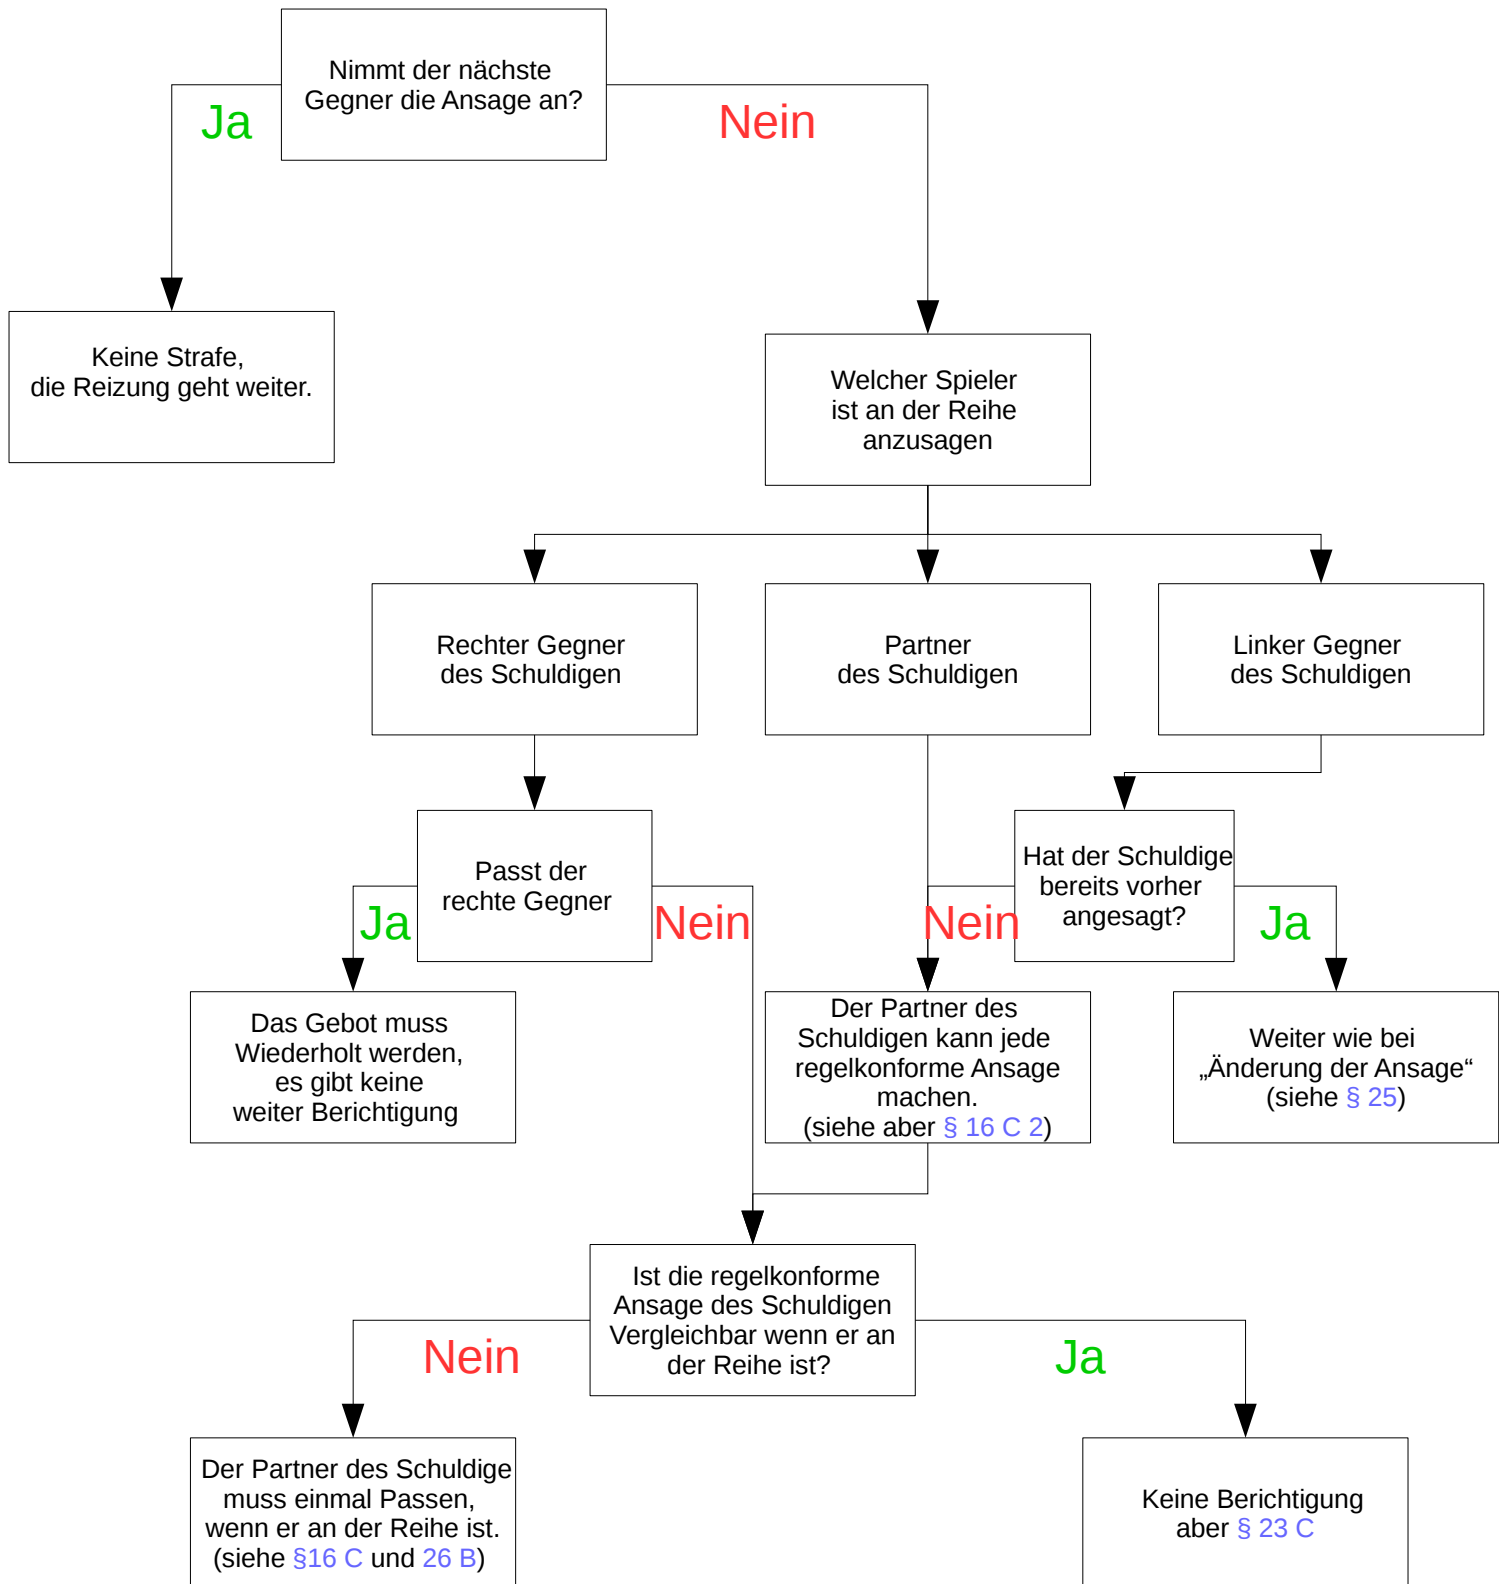 Nimmt der nächste
Gegner die Ansage an?
Ja
Nein
Keine Strafe,
die Reizung geht weiter.
Welcher Spieler
ist an der Reihe
anzusagen
Rechter Gegner
des Schuldigen
Partner
des Schuldigen
Linker Gegner
des Schuldigen
Passt der
rechte Gegner
Ja
Nein
Hat der Schuldige
bereits vorher
angesagt?
Nein
Ja
Das Gebot muss
Wiederholt werden,
es gibt keine
weiter Berichtigung
Der Partner des
Schuldigen kann jede
regelkonforme Ansage
machen.
(siehe aber § 16 C 2)
Weiter wie bei
„Änderung der Ansage“
(siehe § 25)
Ist die regelkonforme
Ansage des Schuldigen
Vergleichbar wenn er an
der Reihe ist?
Nein
Ja
Der Partner des Schuldige
muss einmal Passen,
wenn er an der Reihe ist.
(siehe §16 C und 26 B)
Keine Berichtigung
aber § 23 C